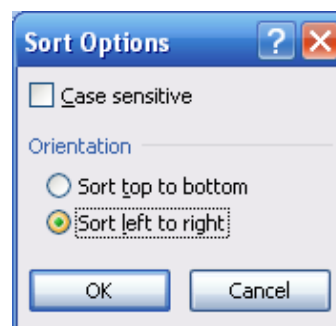 Sort Options
Case sensitive
Orientation
Sort top to bottom
Sort left to right
OK Cancel